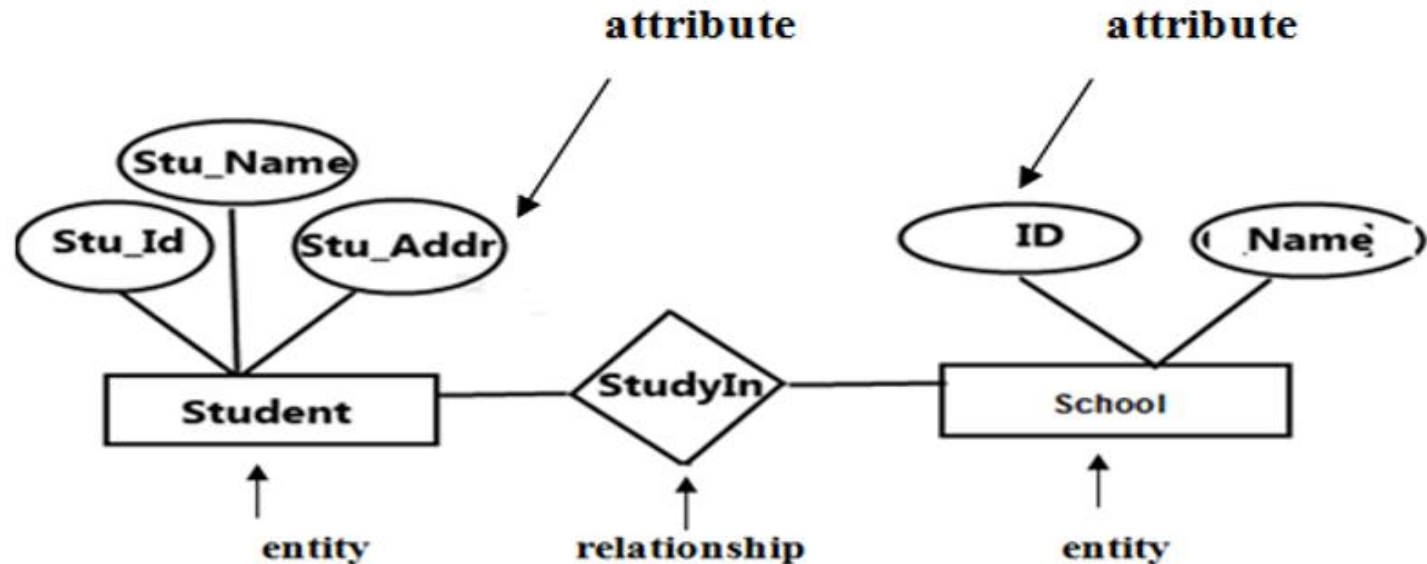 attribute attribute
Stu_Name
Stu_Id Stu_Addr ID Name
Student StudyIn School
entity relationship entity